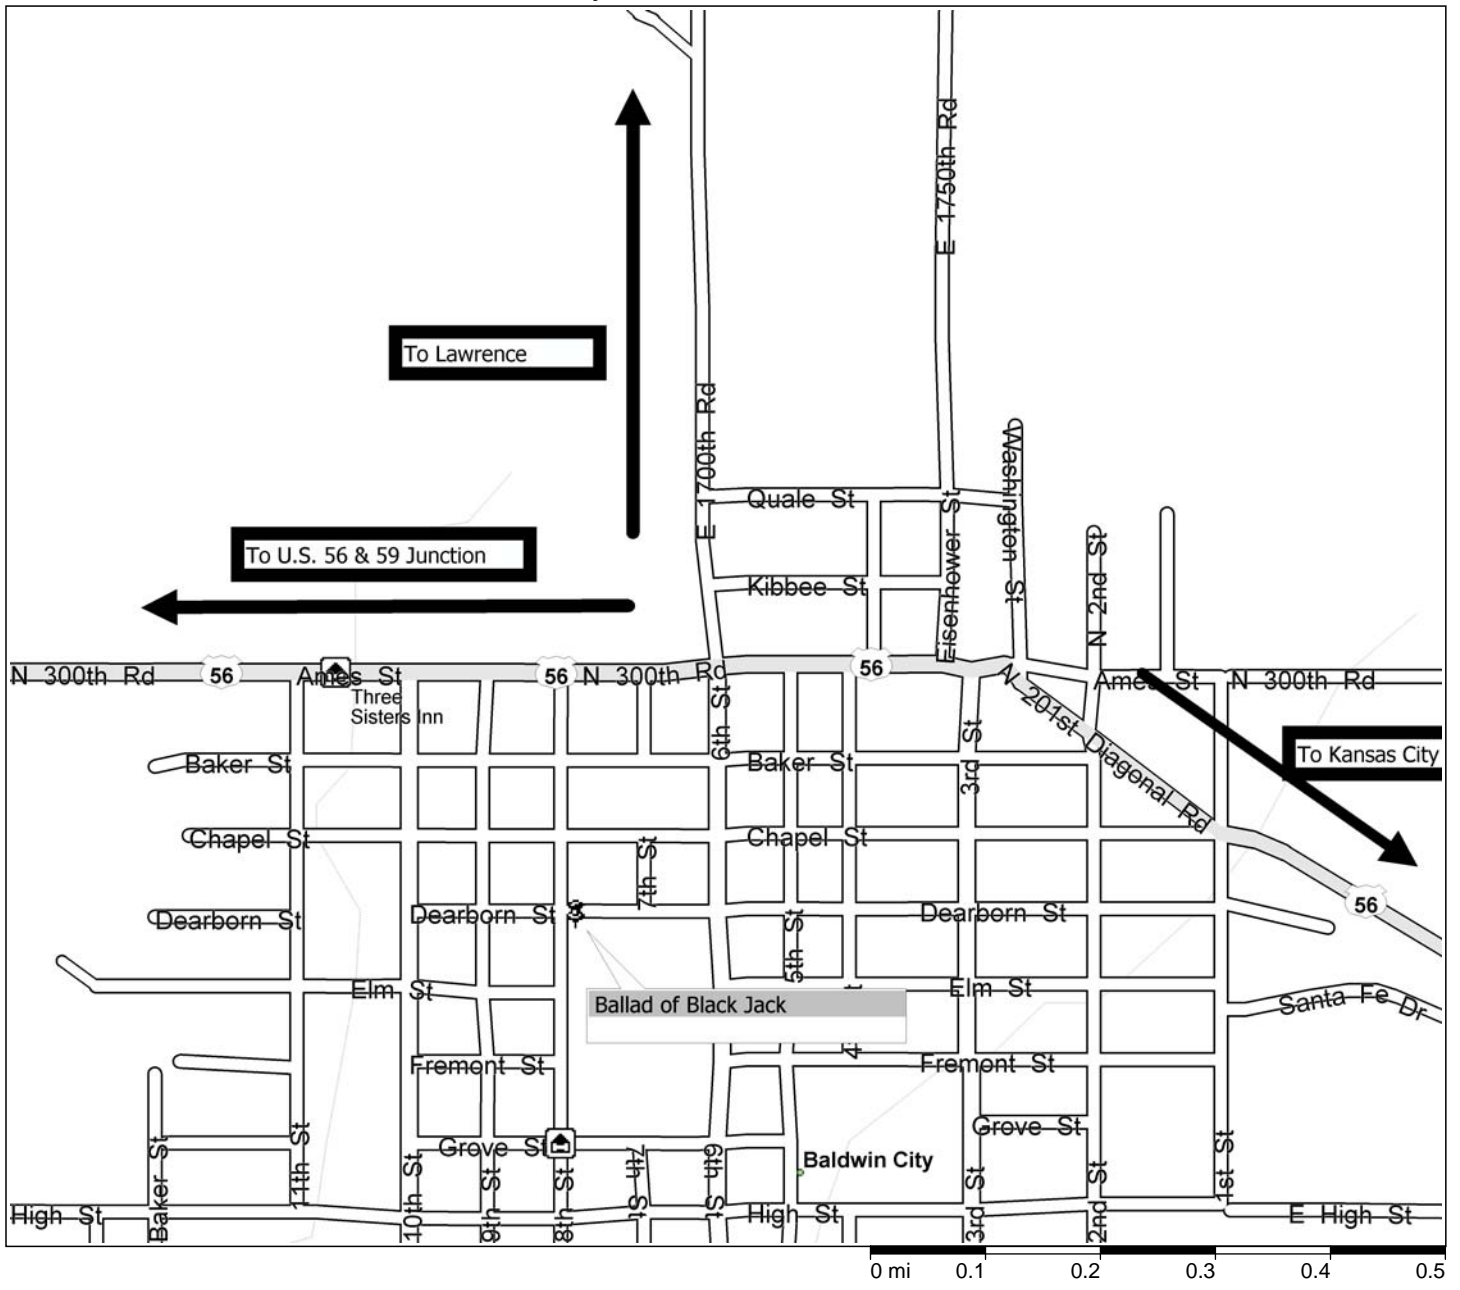 E 1750th Rd
To Lawrence
E 1700th Rd
Washington St
Quale St
Eisenhower St
To U.S. 56 & 59 Junction
N 2nd St
Kibbee St
N 300th Rd
56
Ames St
56
N 300th Rd
56
Ames St
N 300th Rd
Three
Sisters Inn
6th St
N 201st Diagonal Rd
3rd St
To Kansas City
Baker St
Baker St
Chapel St
Chapel St
7th St
56
Dearborn St
Dearborn St
Dearborn St
5th St
Elm St
Elm St
Ballad of Black Jack
Santa Fe Dr
Fremont St
Fremont St
Grove St
Grove St
Baldwin City
Baker St
11th St
10th St
9th St
8th St
7th St
6th St
3rd St
2nd St
1st St
High St
High St
E High St
0 mi 0.1 0.2 0.3 0.4 0.5